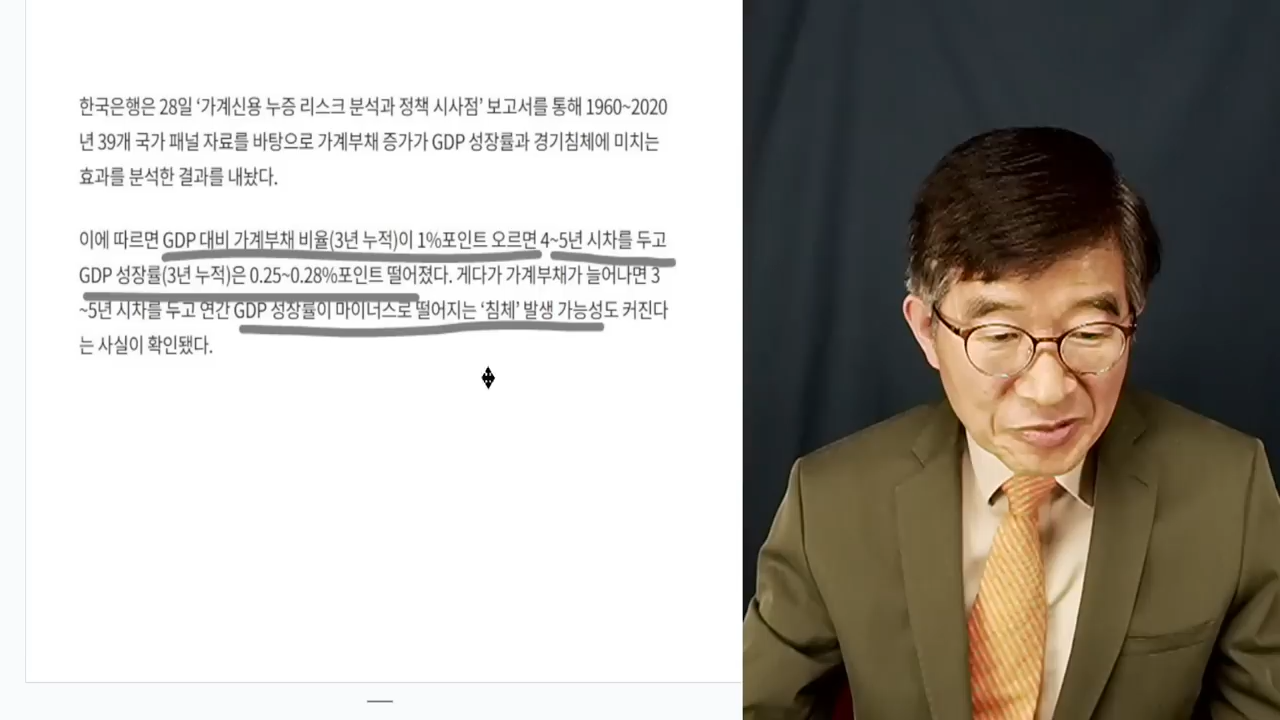 한국은행은 28일 ‘가계신용 누증 리스크 분석과 정책 시사점’ 보고서를 통해 1960~2020
년 39개 국가 패널 자료를 바탕으로 가계부채 증가가 GDP 성장률과 경기침체에 미치는
효과를 분석한 결과를 내놨다.
이에 따르면 GDP 대비 가계부채 비율(3년 누적)이 1%포인트 오르면 4~5년 시차를 두고
GDP 성장률(3년 누적)은 0.25~0.28%포인트 떨어졌다. 게다가 가계부채가 늘어나면 3
~5년 시차를 두고 연간 GDP 성장률이 마이너스로 떨어지는 ‘침체’ 발생 가능성도 커진다
는 사실이 확인됐다.